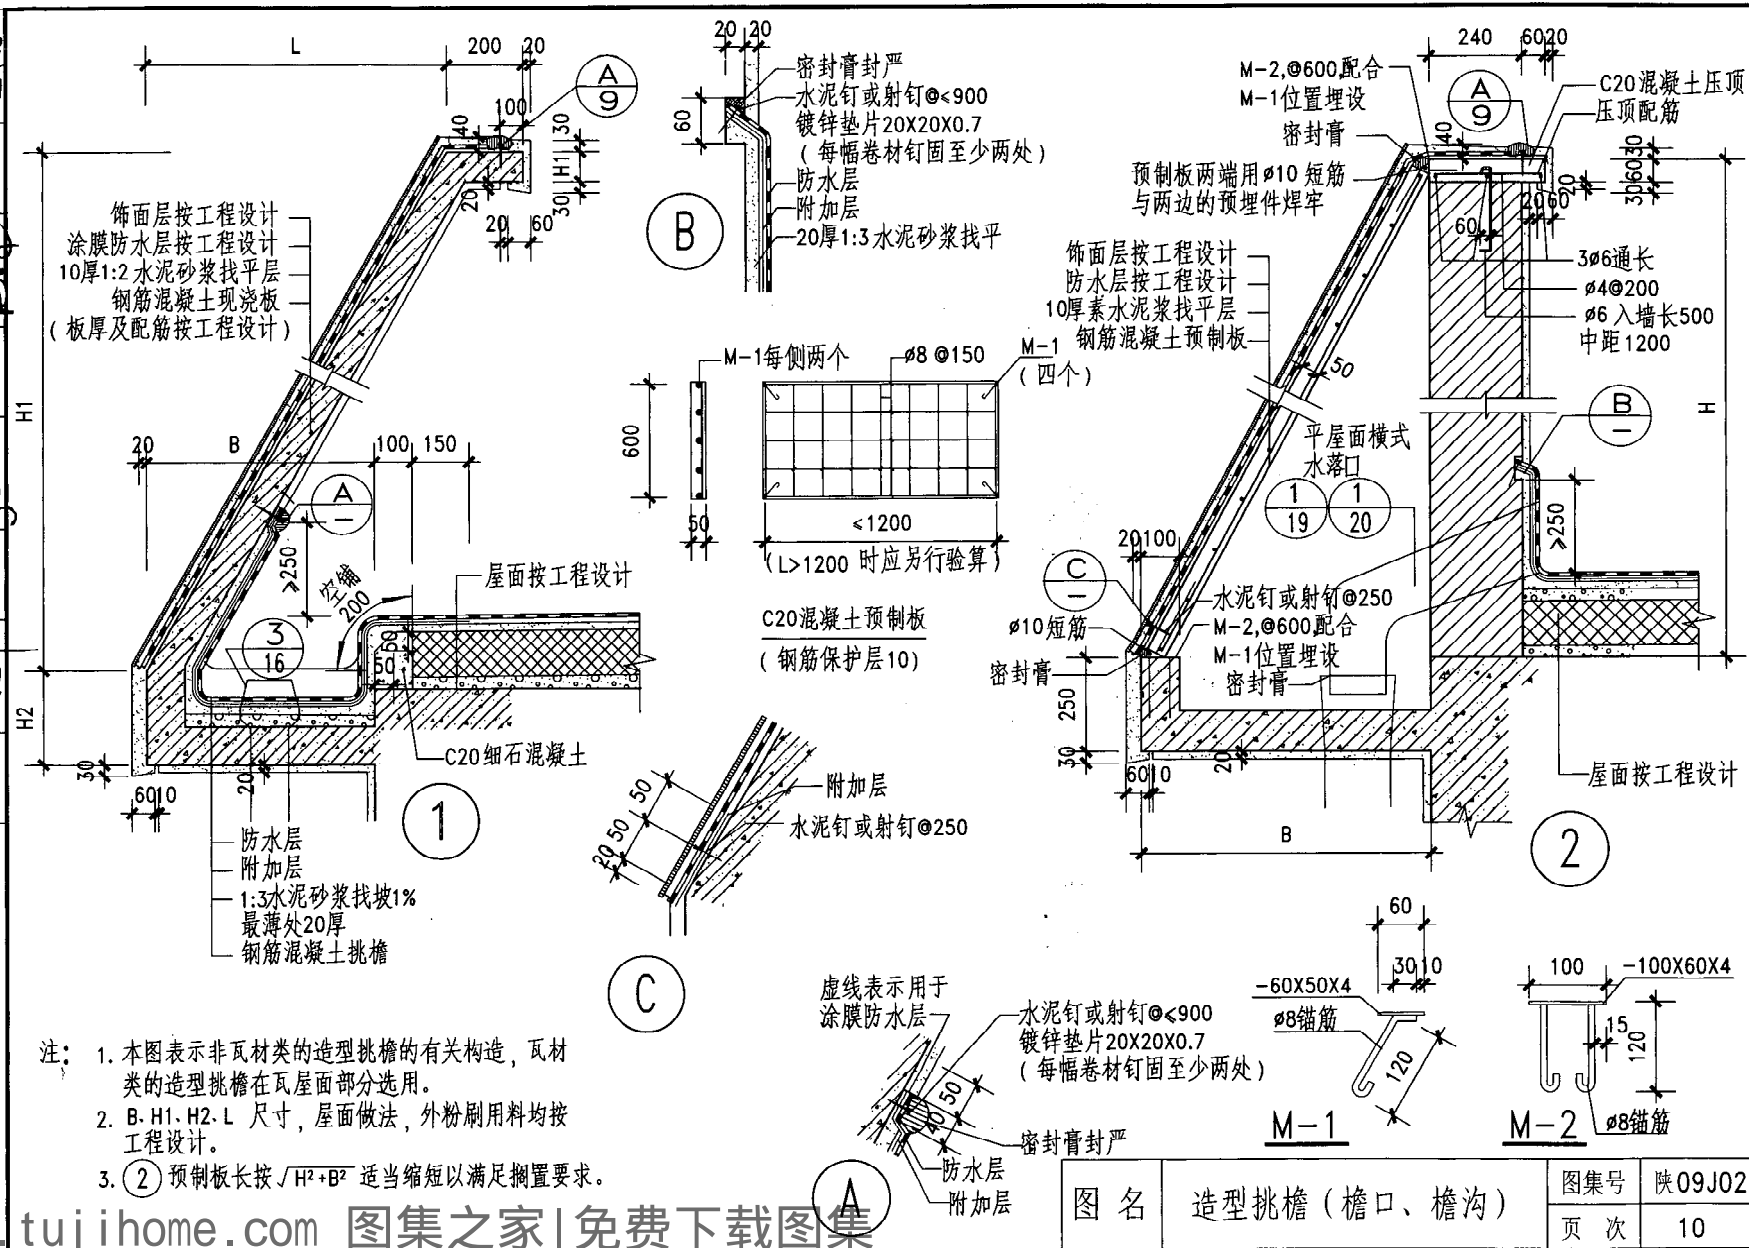 L
200
20
100
40
30
H1
30
20
20
60
A
9
饰面层按工程设计
涂膜防水层按工程设计
10厚1:2水泥砂浆找平层
钢筋混凝土现浇板
(板厚及配筋按工程设计)
H1
20
B
100
150
A
—
≥250
空铺
200
屋面按工程设计
3
16
50
50
H2
30
60
10
20
C20细石混凝土
1
防水层
附加层
1:3水泥砂浆找坡1%
最薄处20厚
钢筋混凝土挑檐
20
20
60
密封膏封严
水泥钉或射钉@≤900
镀锌垫片20X20X0.7
(每幅卷材钉固至少两处)
防水层
附加层
20厚1:3水泥砂浆找平
B
M-1每侧两个
ø8@150
M-1
(四个)
600
50
≤1200
(L>1200时应另行验算)
C20混凝土预制板
(钢筋保护层10)
50
50
20
附加层
水泥钉或射钉@250
C
240
60
20
M-2,@600,配合
M-1位置埋设
密封膏
A
9
C20混凝土压顶
压顶配筋
40
预制板两端用ø10短筋
与两边的预埋件焊牢
30
60
30
20
20
60
60
饰面层按工程设计
防水层按工程设计
10厚素水泥浆找平层
钢筋混凝土预制板
3ø6通长
ø4@200
ø6入墙长500
中距1200
50
H
B
—
平屋面横式
水落口
1
19
1
20
≥250
20
100
C
—
水泥钉或射钉@250
ø10短筋
M-2,@600,配合
M-1位置埋设
密封膏
密封膏
250
30
60
10
20
B
屋面按工程设计
2
虚线表示用于
涂膜防水层
水泥钉或射钉@≤900
镀锌垫片20X20X0.7
(每幅卷材钉固至少两处)
50
40
密封膏封严
防水层
附加层
A
60
30
10
-60X50X4
ø8锚筋
120
M-1
100
-100X60X4
15
120
ø8锚筋
M-2
注:
1.本图表示非瓦材类的造型挑檐的有关构造,瓦材
类的造型挑檐在瓦屋面部分选用。
2. B、H1、H2、L 尺寸,屋面做法,外粉刷用料均按
工程设计。
3.②预制板长按√H²+B² 适当缩短以满足搁置要求。
图名
造型挑檐(檐口、檐沟)
图集号
陕09J02
页次
10
tujihome.com 图集之家|免费下载图集